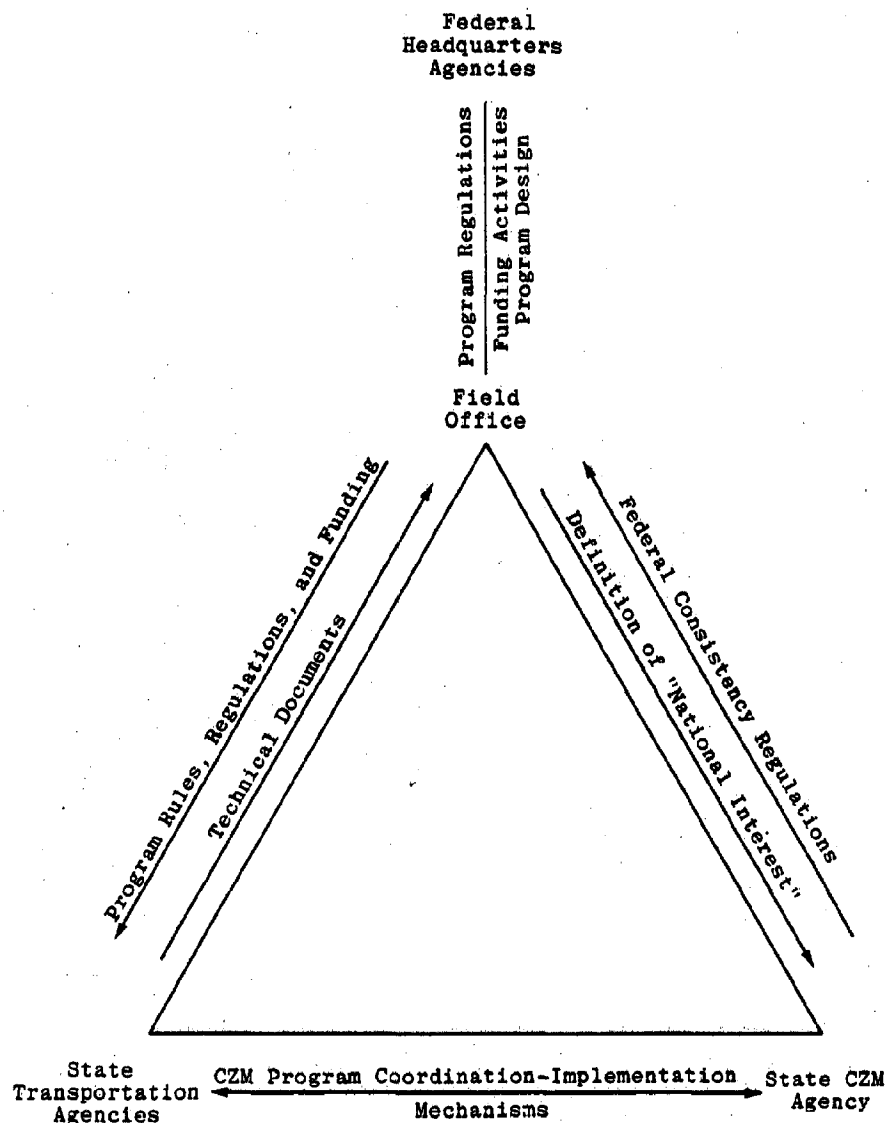 Federal
Headquarters
Agencies
Program Regulations
Funding Activities
Program Design
Field
Office
Program Rules, Regulations, and Funding
Technical Documents
Definition of "National Interest"
Federal Consistency Regulations
State
Transportation
Agencies
CZM Program Coordination-Implementation
Mechanisms
State CZM
Agency